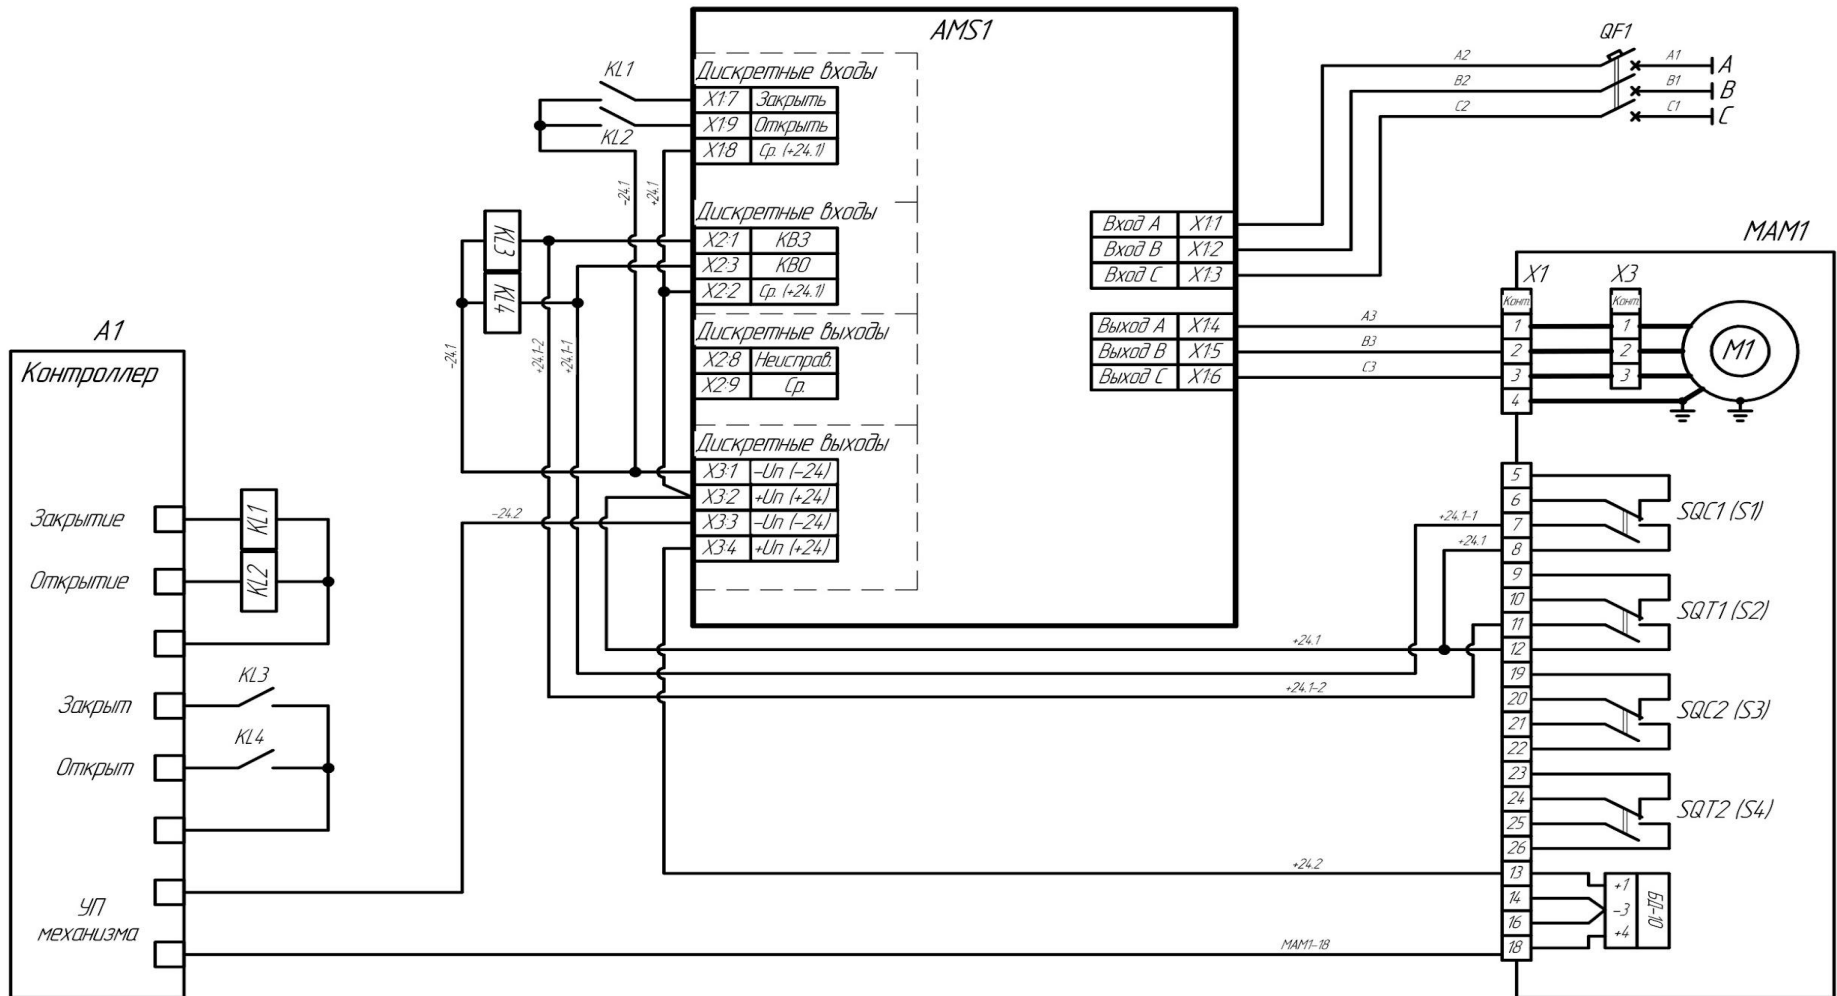 AMS1
Дискретные входы
X1:7 Закрыть
X1:9 Открыть
X1:8 Ср. (+24.1)
Дискретные входы
X2:1 КВЗ
X2:3 КВО
X2:2 Ср. (+24.1)
Дискретные выходы
X2:8 Неисправ.
X2:9 Ср.
Дискретные выходы
X3:1 -Uп (-24)
X3:2 +Uп (+24)
X3:3 -Uп (-24)
X3:4 +Uп (+24)
Вход A X1:1
Вход B X1:2
Вход C X1:3
Выход A X1:4
Выход B X1:5
Выход C X1:6
KL1
KL2
-24.1
+24.1
KL3
KL4
-24.1
+24.1-2
+24.1-1
-24.2
QF1
A2 A1 A
B2 B1 B
C2 C1 C
A3
B3
C3
A1
Контроллер
Закрытие
KL1
Открытие
KL2
Закрыт
KL3
Открыт
KL4
УП
механизма
+24.1-1
+24.1
+24.1
+24.1-2
+24.2
MAM1-18
MAM1
X1 X3
Конт. Конт.
1 1
2 2
3 3
4
M1
5
6
7
8
SQC1 (S1)
9
10
11
12
SQT1 (S2)
19
20
21
22
SQC2 (S3)
23
24
25
26
SQT2 (S4)
13
14
16
18
+1
-3
+4
БД-10